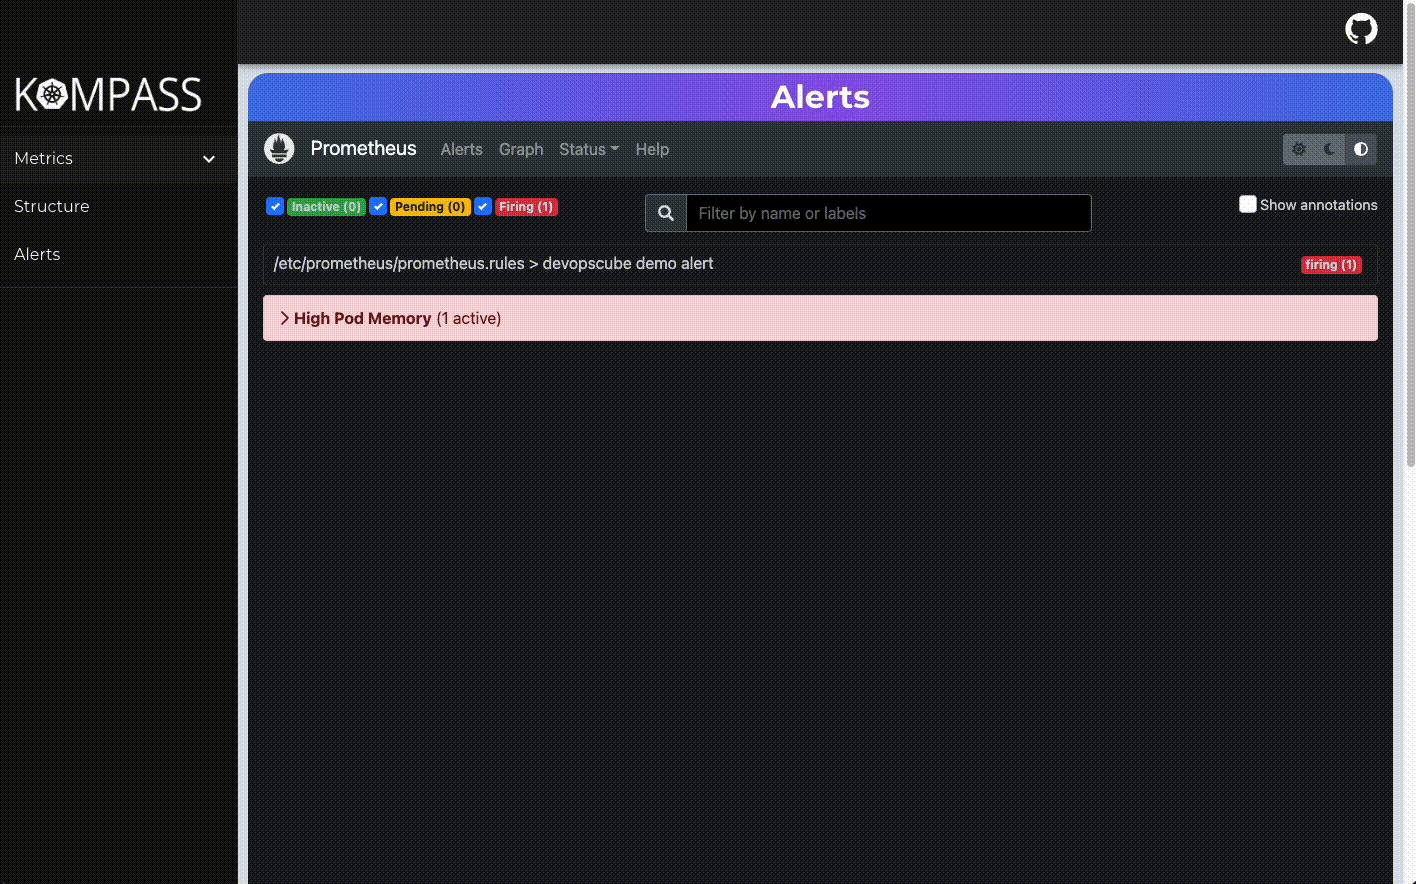 KOMPASS
Metrics
Structure
Alerts
Alerts
Prometheus Alerts Graph Status Help
Inactive (0) Pending (0) Firing (1) Filter by name or labels Show annotations
/etc/prometheus/prometheus.rules > devopscube demo alert firing (1)
High Pod Memory (1 active)